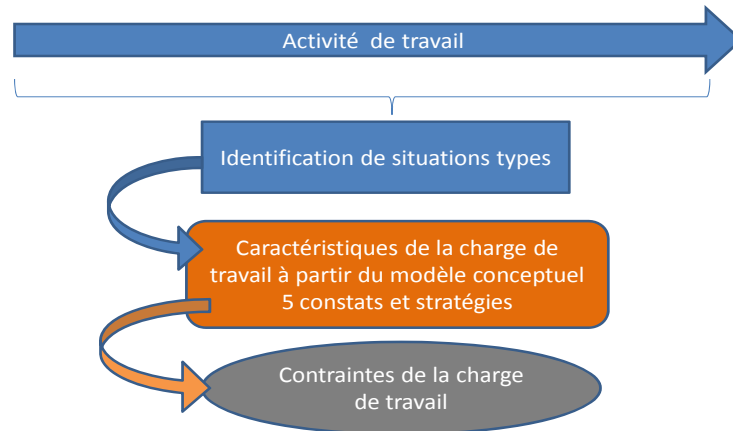 Activité de travail
Identification de situations types
Caractéristiques de la charge de
travail à partir du modèle conceptuel
5 constats et stratégies
Contraintes de la charge
de travail